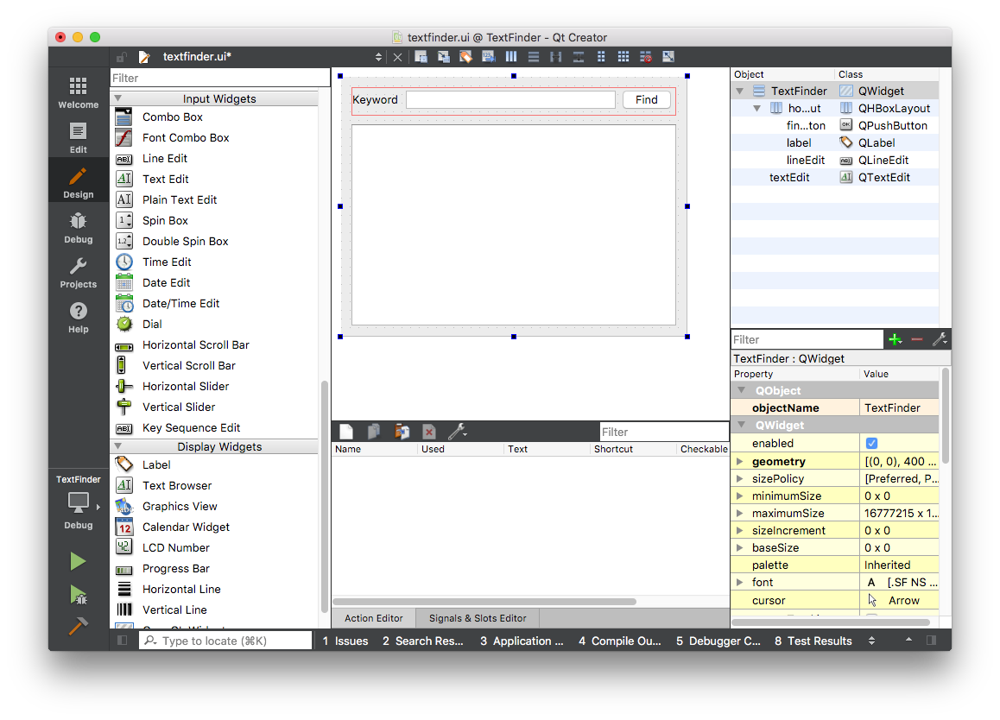 textfinder.ui @ TextFinder - Qt Creator
textfinder.ui*
Welcome
Edit
Design
Debug
Projects
Help
TextFinder
Debug
Filter
Input Widgets
Combo Box
Font Combo Box
Line Edit
Text Edit
Plain Text Edit
Spin Box
Double Spin Box
Time Edit
Date Edit
Date/Time Edit
Dial
Horizontal Scroll Bar
Vertical Scroll Bar
Horizontal Slider
Vertical Slider
Key Sequence Edit
Display Widgets
Label
Text Browser
Graphics View
Calendar Widget
LCD Number
Progress Bar
Horizontal Line
Vertical Line
Keyword
Find
Filter
Name Used Text Shortcut Checkable
Action Editor Signals & Slots Editor
Object Class
TextFinder QWidget
ho...ut QHBoxLayout
fin...ton QPushButton
label QLabel
lineEdit QLineEdit
textEdit QTextEdit
Filter
TextFinder : QWidget
Property Value
QObject
objectName TextFinder
QWidget
enabled
geometry [(0, 0), 400 ...
sizePolicy [Preferred, P...
minimumSize 0 x 0
maximumSize 16777215 x 1...
sizeIncrement 0 x 0
baseSize 0 x 0
palette Inherited
font A [.SF NS ...
cursor Arrow
Type to locate (⌘K) 1 Issues 2 Search Res... 3 Application ... 4 Compile Ou... 5 Debugger C... 8 Test Results